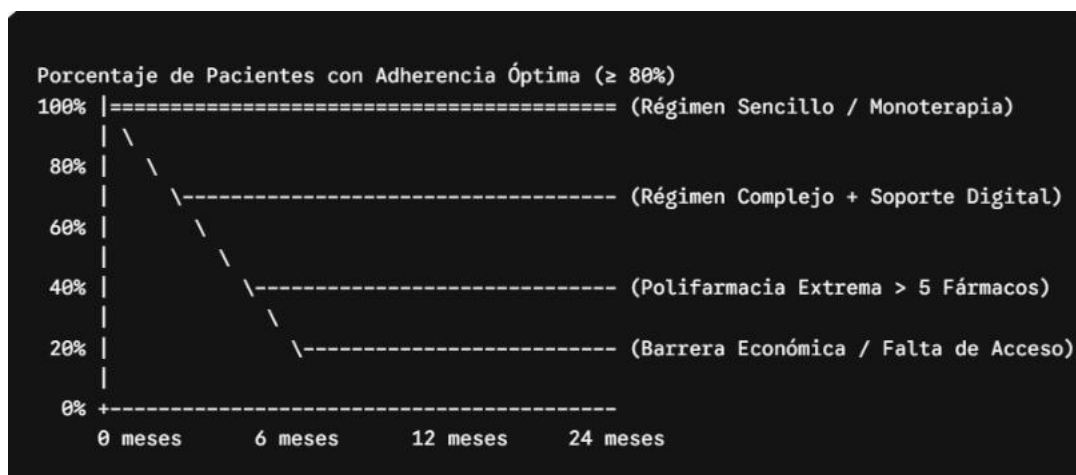 Porcentaje de Pacientes con Adherencia Óptima (≥ 80%)
100% |========================================== (Régimen Sencillo / Monoterapia)
| \
80% | \
| \------------------------------------ (Régimen Complejo + Soporte Digital)
60% | \
| \
40% | \------------------------------ (Polifarmacia Extrema > 5 Fármacos)
| \
20% | \-------------------------- (Barrera Económica / Falta de Acceso)
|
0% +------------------------------------------
0 meses 6 meses 12 meses 24 meses